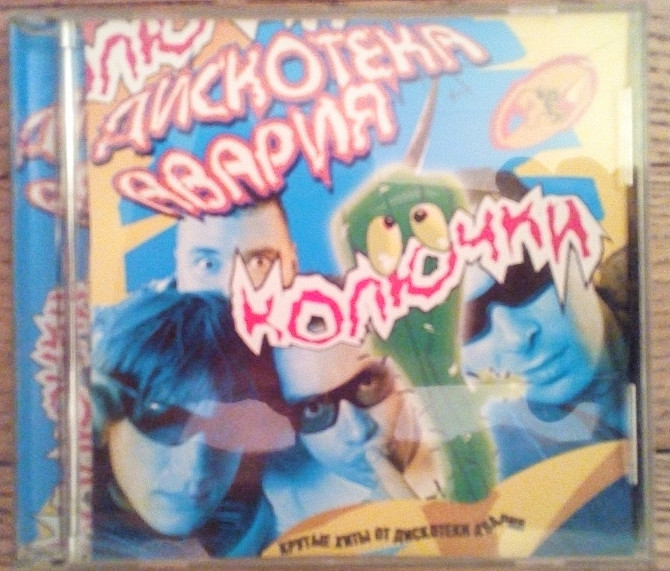 ДИСКОТЕКА
АВАРИЯ
КОЛЮЧКИ
КРУТЫЕ ХИТЫ ОТ ДИСКОТЕКИ АВАРИЯ